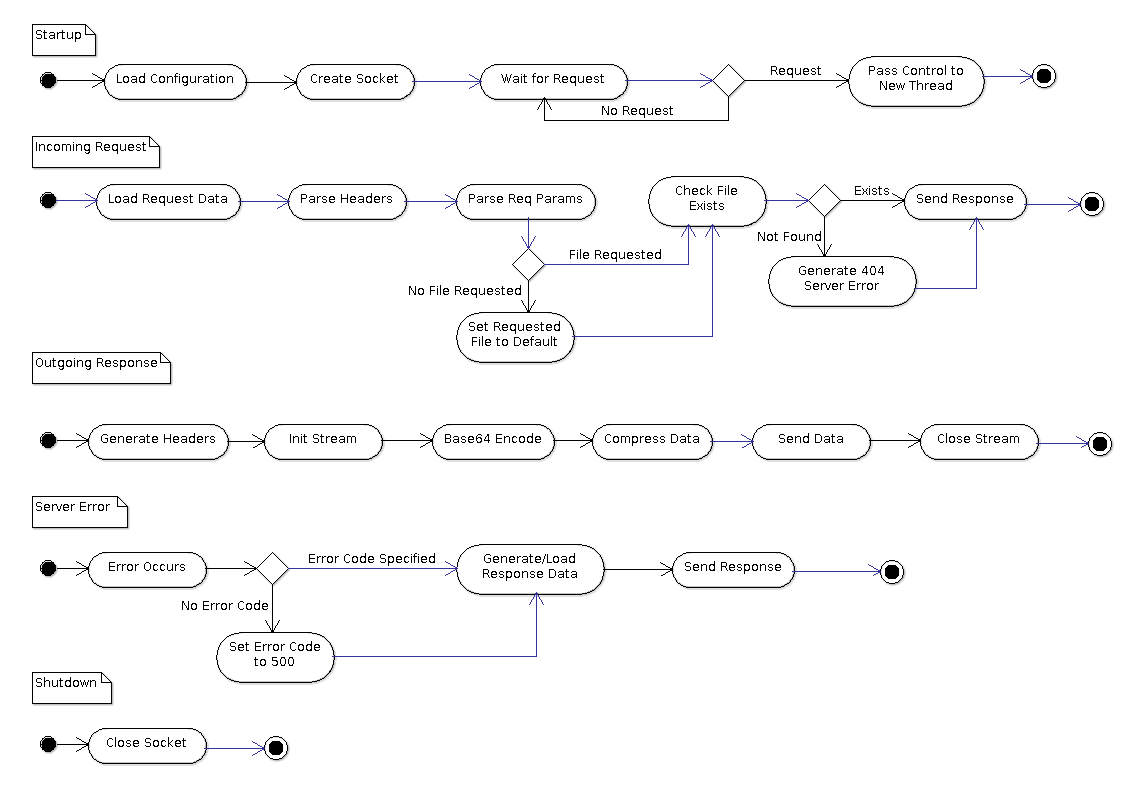 Startup
Load Configuration
Create Socket
Wait for Request
Request
No Request
Pass Control to
New Thread
Incoming Request
Load Request Data
Parse Headers
Parse Req Params
File Requested
No File Requested
Set Requested
File to Default
Check File
Exists
Exists
Not Found
Send Response
Generate 404
Server Error
Outgoing Response
Generate Headers
Init Stream
Base64 Encode
Compress Data
Send Data
Close Stream
Server Error
Error Occurs
Error Code Specified
No Error Code
Set Error Code
to 500
Generate/Load
Response Data
Send Response
Shutdown
Close Socket